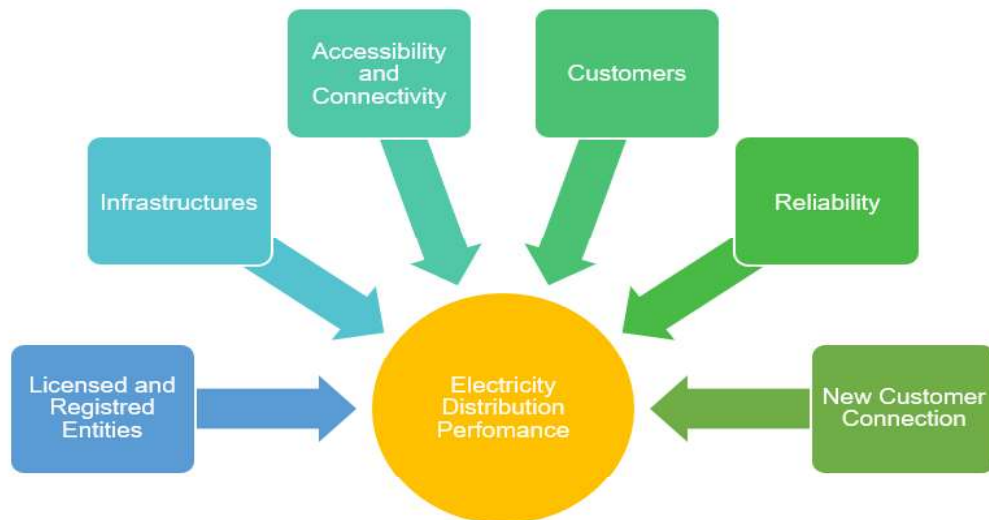 Accessibility
and
Connectivity
Customers
Infrastructures
Reliability
Licensed and
Registred
Entities
Electricity
Distribution
Perfomance
New Customer
Connection